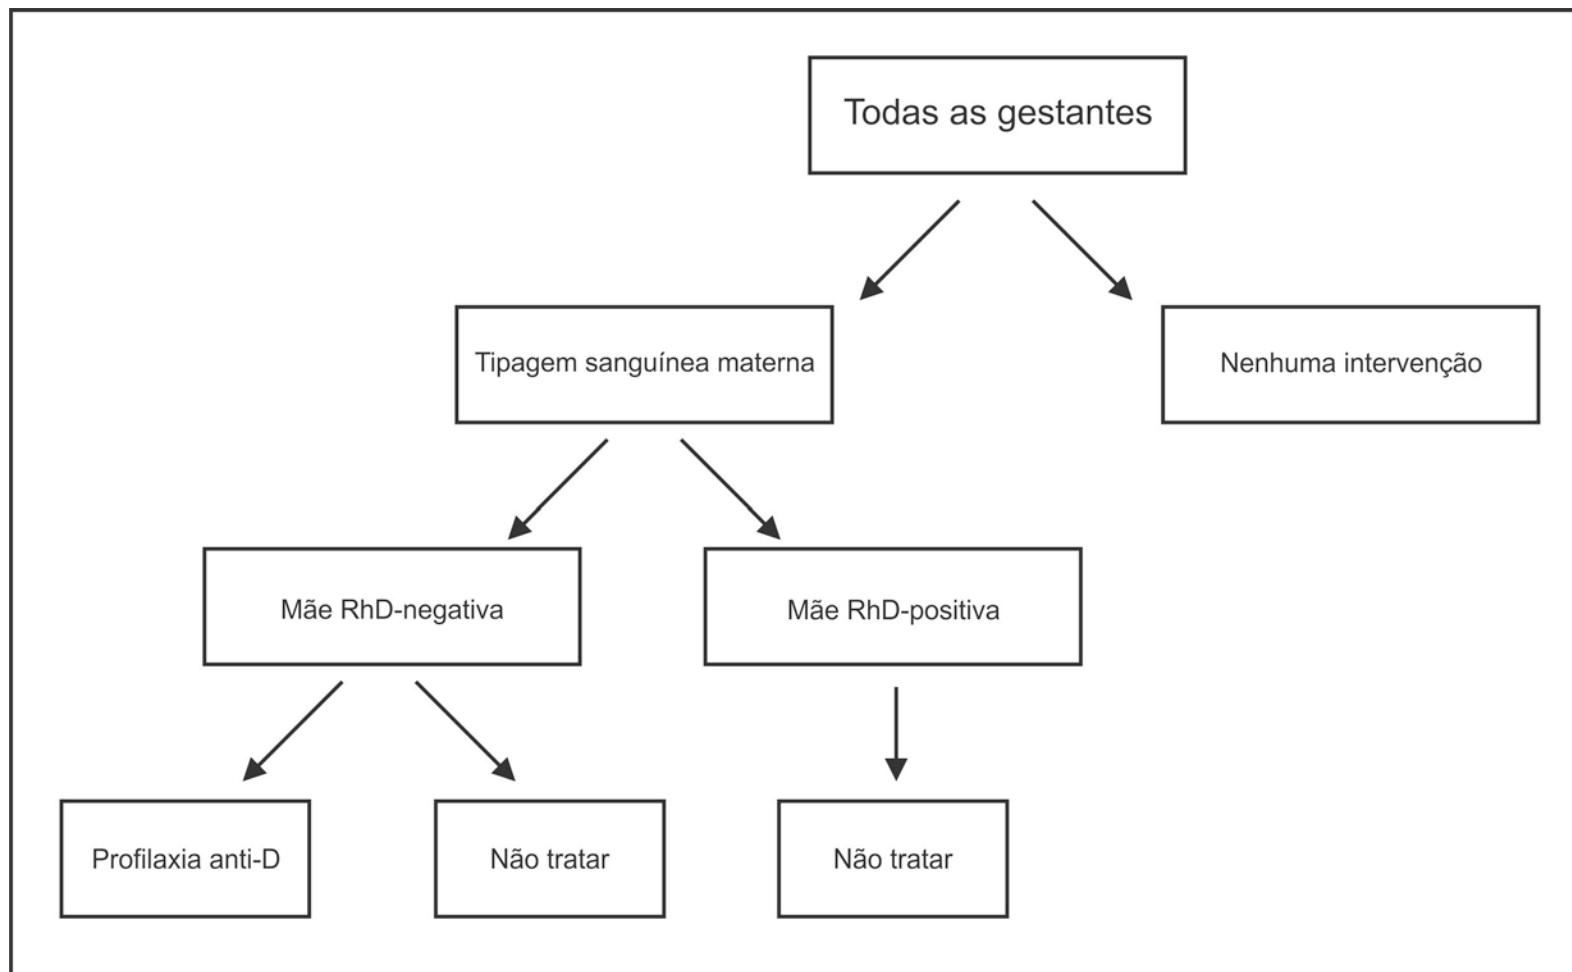 Todas as gestantes
Tipagem sanguínea materna
Nenhuma intervenção
Mãe RhD-negativa
Mãe RhD-positiva
Profilaxia anti-D
Não tratar
Não tratar